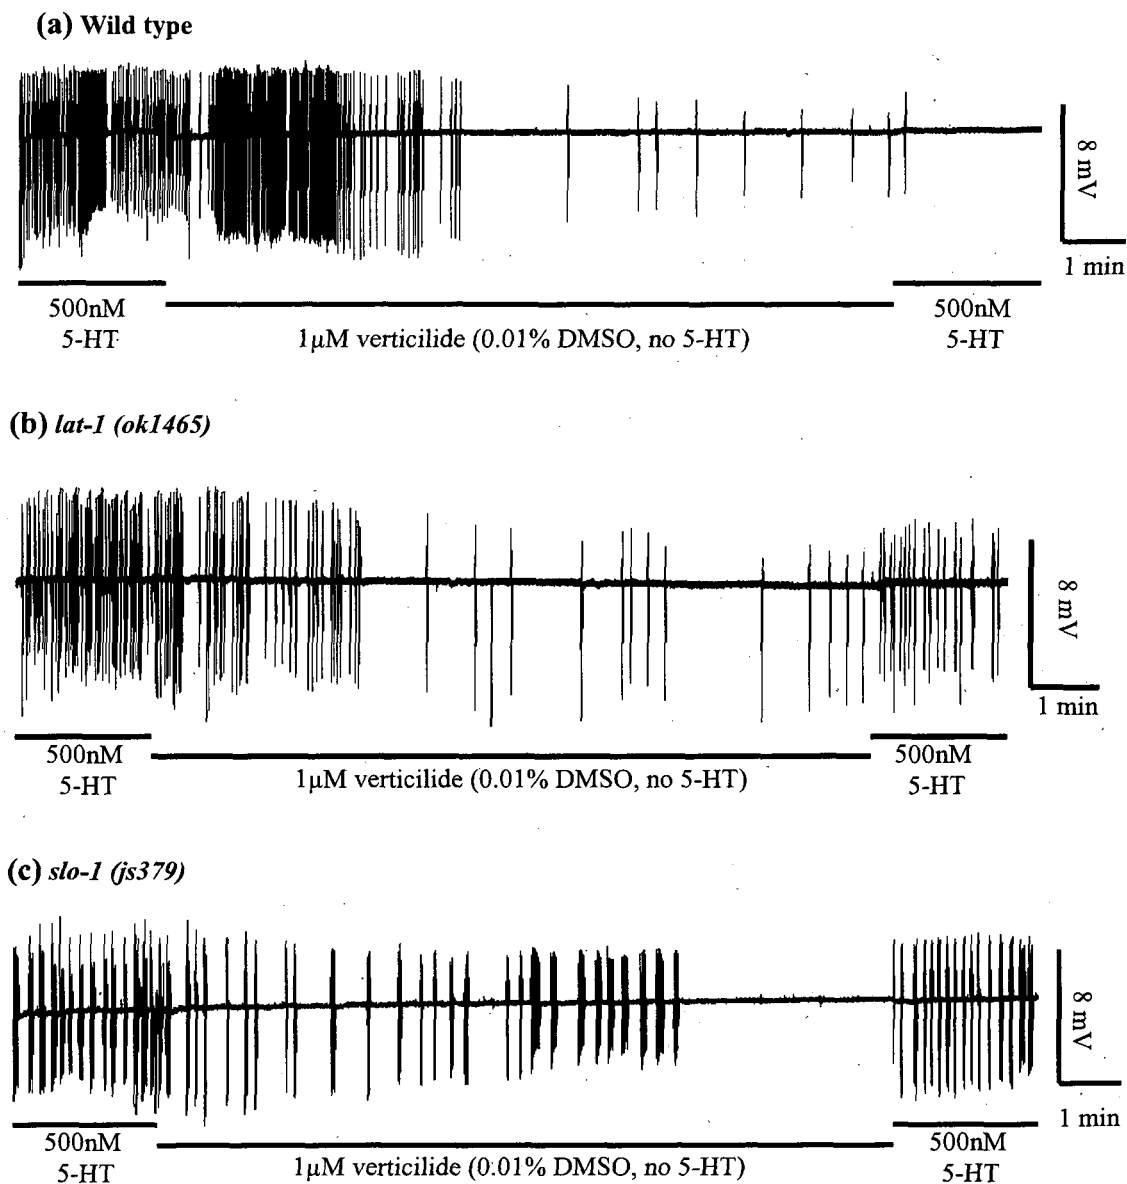 (a) Wild type
8 mV
1 min
500nM
5-HT
1µM verticilide (0.01% DMSO, no 5-HT)
500nM
5-HT
(b) lat-1 (ok1465)
8 mV
1 min
500nM
5-HT
1µM verticilide (0.01% DMSO, no 5-HT)
500nM
5-HT
(c) slo-1 (js379)
8 mV
1 min
500nM
5-HT
1µM verticilide (0.01% DMSO, no 5-HT)
500nM
5-HT